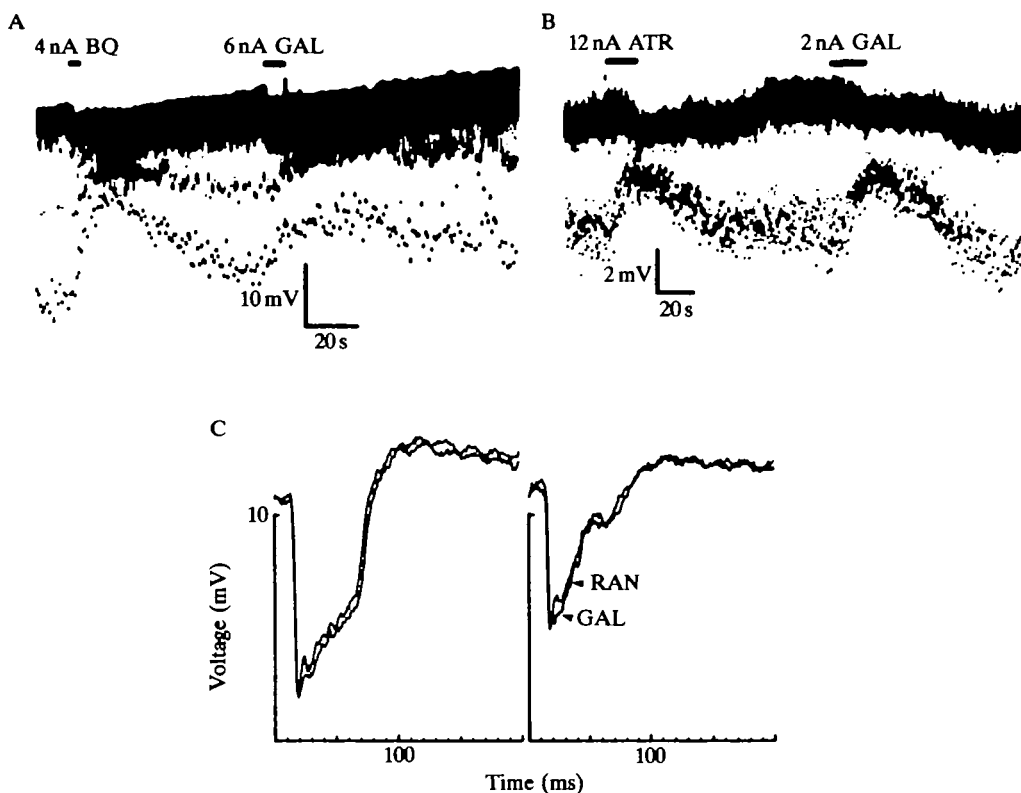 A
B
4 nA BQ
6 nA GAL
12 nA ATR
2 nA GAL
10 mV
20 s
2 mV
20 s
C
10
RAN
GAL
Voltage (mV)
100
100
Time (ms)